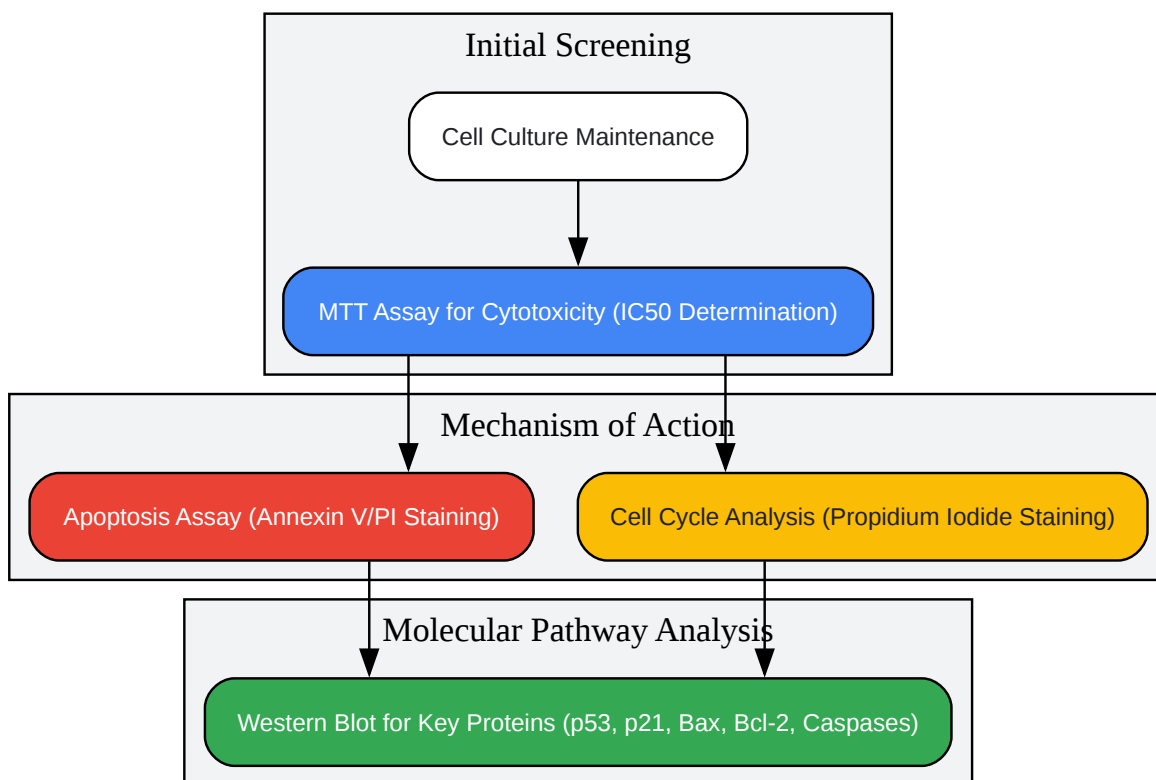 Initial Screening
Cell Culture Maintenance
MTT Assay for Cytotoxicity (IC50 Determination)
Mechanism of Action
Apoptosis Assay (Annexin V/PI Staining)
Cell Cycle Analysis (Propidium Iodide Staining)
Molecular Pathway Analysis
Western Blot for Key Proteins (p53, p21, Bax, Bcl-2, Caspases)